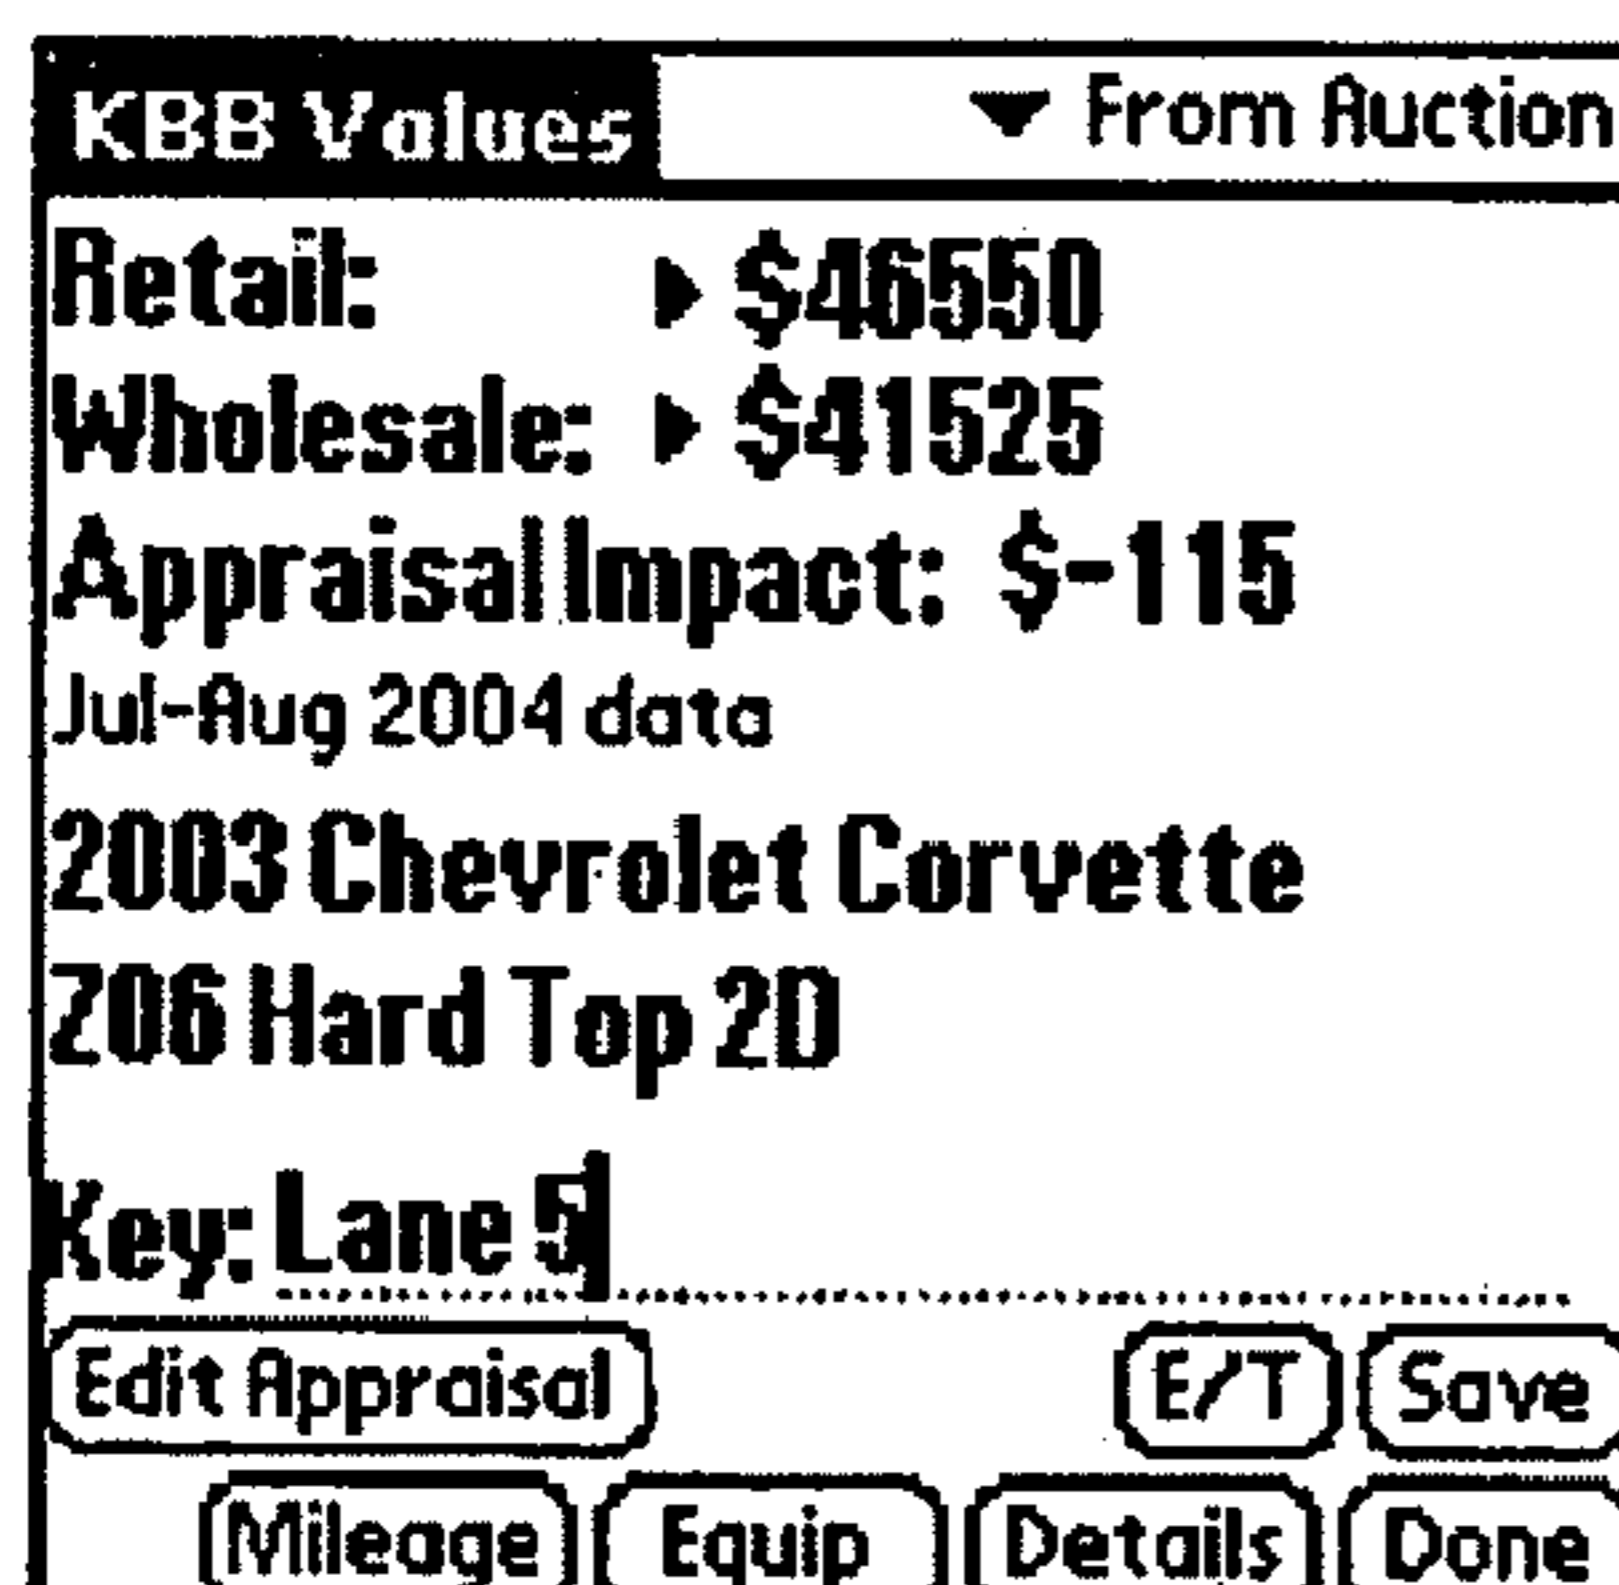 KBB Values From Auction
Retail: $46550
Wholesale: $41525
Appraisal Impact: $-115
Jul-Aug 2004 data
2003 Chevrolet Corvette
Z06 Hard Top 2D
Key: Lane 5
Edit Appraisal E/T Save
Mileage Equip Details Done